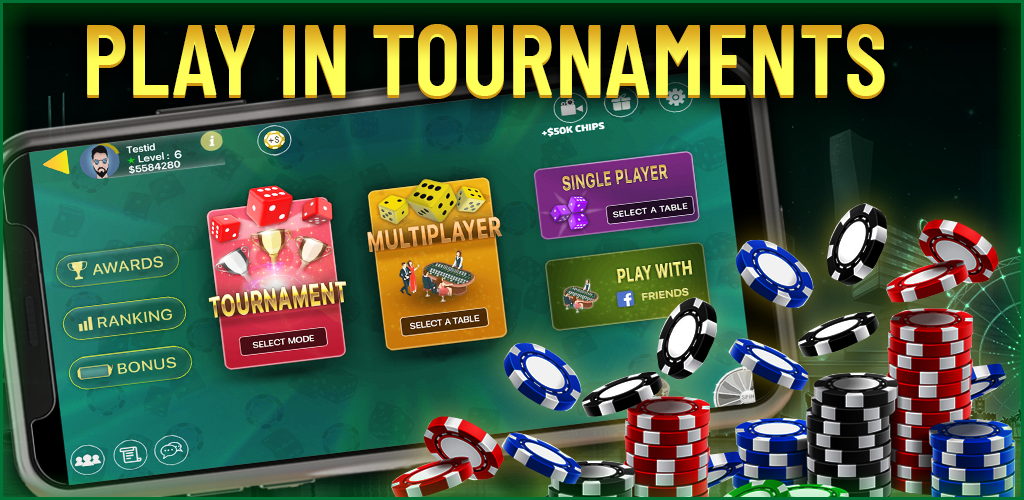 PLAY IN TOURNAMENTS
Testid
Level : 6
$5584280
i
+$
+$50K CHIPS
AWARDS
RANKING
BONUS
TOURNAMENT
SELECT MODE
MULTIPLAYER
SELECT A TABLE
SINGLE PLAYER
SELECT A TABLE
PLAY WITH
f FRIENDS
SPIN